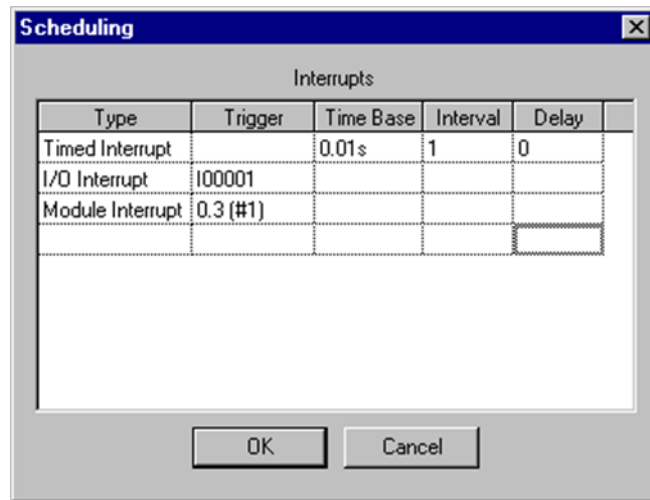 Scheduling
Interrupts
Type Trigger Time Base Interval Delay
Timed Interrupt 0.01s 1 0
I/O Interrupt I00001
Module Interrupt 0.3 (#1)
OK Cancel